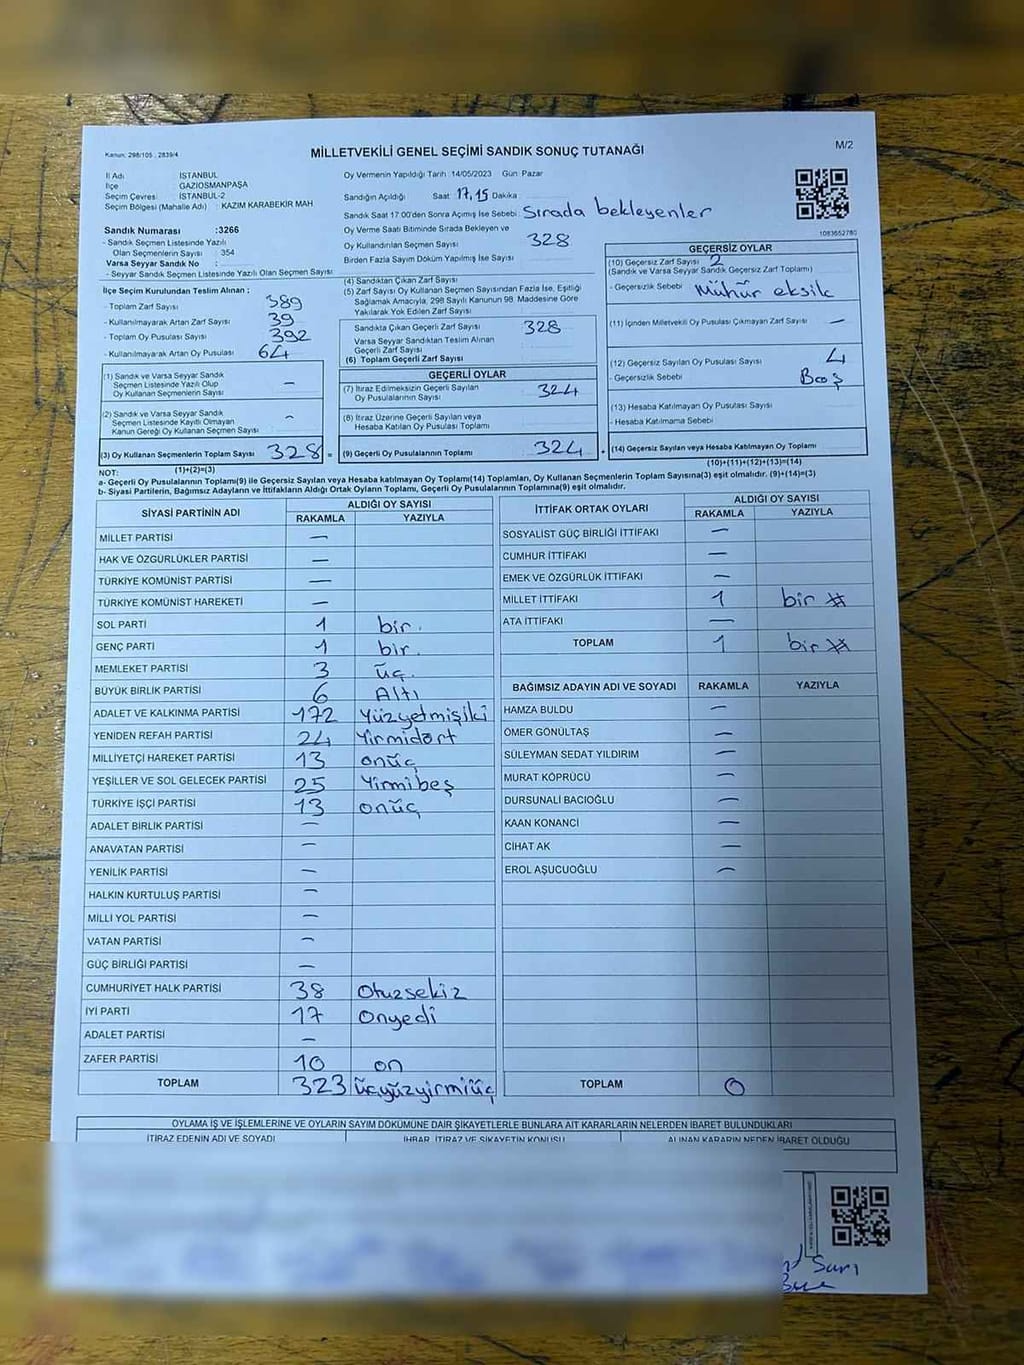 Kanun: 298/105 , 2839/4
MİLLETVEKİLİ GENEL SEÇİMİ SANDIK SONUÇ TUTANAĞI
M/2
İl Adı İSTANBUL
İlçe GAZİOSMANPAŞA
Seçim Çevresi İSTANBUL-2
Seçim Bölgesi (Mahalle Adı) : KAZIM KARABEKİR MAH
Sandık Numarası :3266
- Sandık Seçmen Listesinde Yazılı
Olan Seçmenlerin Sayısı : 354
Varsa Seyyar Sandık No :
- Seyyar Sandık Seçmen Listesinde Yazılı Olan Seçmen Sayısı:
Oy Vermenin Yapıldığı Tarih : 14/05/2023 Gün: Pazar
Sandığın Açıldığı Saat 17,15 Dakika
Sandık Saat 17:00'den Sonra Açımış İse Sebebi: Sırada bekleyenler
Oy Verme Saati Bitiminde Sırada Bekleyen ve
Oy Kullandırılan Seçmen Sayısı 328
Birden Fazla Sayım Döküm Yapılmış İse Sayısı :
1083652780
İlçe Seçim Kurulundan Teslim Alınan :
- Toplam Zarf Sayısı 389
- Kullanılmayarak Artan Zarf Sayısı 39
- Toplam Oy Pusulası Sayısı 392
- Kullanılmayarak Artan Oy Pusulası 64
(1) Sandık ve Varsa Seyyar Sandık
Seçmen Listesinde Yazılı Olup
Oy Kullanan Seçmenlerin Sayısı -
(2) Sandık ve Varsa Seyyar Sandık
Seçmen Listesinde Kayıtlı Olmayan
Kanun Gereği Oy Kullanan Seçmen Sayısı -
(3) Oy Kullanan Seçmenlerin Toplam Sayısı 328 =
(1)+(2)=(3)
(4) Sandıktan Çıkan Zarf Sayısı
(5) Zarf Sayısı Oy Kullanan Seçmen Sayısından Fazla İse, Eşitliği
Sağlamak Amacıyla, 298 Sayılı Kanunun 98. Maddesine Göre
Yakılarak Yok Edilen Zarf Sayısı
Sandıkta Çıkan Geçerli Zarf Sayısı 328
Varsa Seyyar Sandıktan Teslim Alınan
Geçerli Zarf Sayısı
(6) Toplam Geçerli Zarf Sayısı
GEÇERLİ OYLAR
(7) İtiraz Edilmeksizin Geçerli Sayılan
Oy Pusulalarının Sayısı 324
(8) İtiraz Üzerine Geçerli Sayılan veya
Hesaba Katılan Oy Pusulası Toplamı
(9) Geçerli Oy Pusulalarının Toplamı 324
GEÇERSİZ OYLAR
(10) Geçersiz Zarf Sayısı 2
(Sandık ve Varsa Seyyar Sandık Geçersiz Zarf Toplamı)
- Geçersizlik Sebebi Mühür eksik
(11) İçinden Milletvekili Oy Pusulası Çıkmayan Zarf Sayısı -
(12) Geçersiz Sayılan Oy Pusulası Sayısı 4
- Geçersizlik Sebebi Boş
(13) Hesaba Katılmayan Oy Pusulası Sayısı
- Hesaba Katılmama Sebebi
(14) Geçersiz Sayılan veya Hesaba Katılmayan Oy Toplamı
(10)+(11)+(12)+(13)=(14)
NOT:
a- Geçerli Oy Pusulalarının Toplamı(9) ile Geçersiz Sayılan veya Hesaba katılmayan Oy Toplamı(14) Toplamları, Oy Kullanan Seçmenlerin Toplam Sayısına(3) eşit olmalıdır. (9)+(14)=(3)
b- Siyasi Partilerin, Bağımsız Adayların ve İttifakların Aldığı Ortak Oyların Toplamı, Geçerli Oy Pusulalarının Toplamına(9) eşit olmalıdır.
SİYASİ PARTİNİN ADI ALDIĞI OY SAYISI
RAKAMLA YAZIYLA
MİLLET PARTİSİ -
HAK VE ÖZGÜRLÜKLER PARTİSİ -
TÜRKİYE KOMÜNİST PARTİSİ -
TÜRKİYE KOMÜNİST HAREKETİ -
SOL PARTİ 1 bir.
GENÇ PARTİ 1 bir.
MEMLEKET PARTİSİ 3 üç.
BÜYÜK BİRLİK PARTİSİ 6 Altı
ADALET VE KALKINMA PARTİSİ 172 Yüzyetmişiki
YENİDEN REFAH PARTİSİ 24 Yirmidört
MİLLİYETÇİ HAREKET PARTİSİ 13 onüç
YEŞİLLER VE SOL GELECEK PARTİSİ 25 Yirmibeş
TÜRKİYE İŞÇİ PARTİSİ 13 onüç
ADALET BİRLİK PARTİSİ -
ANAVATAN PARTİSİ -
YENİLİK PARTİSİ -
HALKIN KURTULUŞ PARTİSİ -
MİLLİ YOL PARTİSİ -
VATAN PARTİSİ -
GÜÇ BİRLİĞİ PARTİSİ -
CUMHURİYET HALK PARTİSİ 38 Otuzsekiz
İYİ PARTİ 17 Onyedi
ADALET PARTİSİ -
ZAFER PARTİSİ 10 on
TOPLAM 323 üçyüzyirmiüç
İTTİFAK ORTAK OYLARI ALDIĞI OY SAYISI
RAKAMLA YAZIYLA
SOSYALİST GÜÇ BİRLİĞİ İTTİFAKI -
CUMHUR İTTİFAKI -
EMEK VE ÖZGÜRLÜK İTTİFAKI -
MİLLET İTTİFAKI 1 bir #
ATA İTTİFAKI -
TOPLAM 1 bir #
BAĞIMSIZ ADAYIN ADI VE SOYADI RAKAMLA YAZIYLA
HAMZA BULDU -
ÖMER GÖNÜLTAŞ -
SÜLEYMAN SEDAT YILDIRIM -
MURAT KÖPRÜCÜ -
DURSUNALİ BACIOĞLU -
KAAN KONANCI -
CİHAT AK -
EROL AŞUCUOĞLU -
TOPLAM 0
OYLAMA İŞ VE İŞLEMLERİNE VE OYLARIN SAYIM DÖKÜMÜNE DAİR ŞİKAYETLERLE BUNLARA AİT KARARLARIN NELERDEN İBARET BULUNDUKLARI
İTİRAZ EDENİN ADI VE SOYADI İHBAR, İTİRAZ VE ŞİKAYETİN KONUSU ALINAN KARARIN NEDEN İBARET OLDUĞU
Sarı